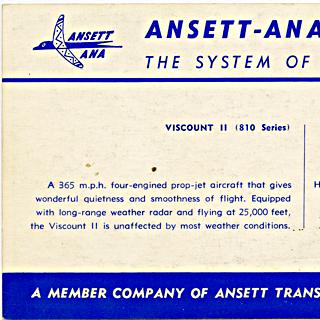 ANSETT
ANA
ANSETT-ANA
THE SYSTEM OF
VISCOUNT II (810 Series)
A 365 m.p.h. four-engined prop-jet aircraft that gives
wonderful quietness and smoothness of flight. Equipped
with long-range weather radar and flying at 25,000 feet,
the Viscount II is unaffected by most weather conditions.
A MEMBER COMPANY OF ANSETT TRANS